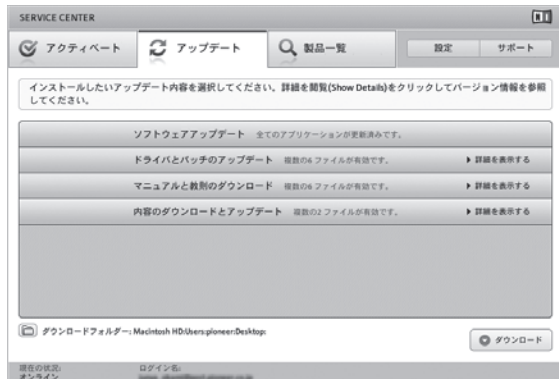 SERVICE CENTER
アクティベート
アップデート
製品一覧
設定
サポート
インストールしたいアップデート内容を選択してください。詳細を閲覧(Show Details)をクリックしてバージョン情報を参照
してください。
ソフトウェアアップデート 全てのアプリケーションが更新済みです。
ドライバとパッチのアップデート 複数の6 ファイルが有効です。 詳細を表示する
マニュアルと教則のダウンロード 複数の6 ファイルが有効です。 詳細を表示する
内容のダウンロードとアップデート 複数の2 ファイルが有効です。 詳細を表示する
ダウンロードフォルダー: Macintosh HD:Users:pioneer:Desktop:
ダウンロード
現在の状況:
ログイン名:
オンライン